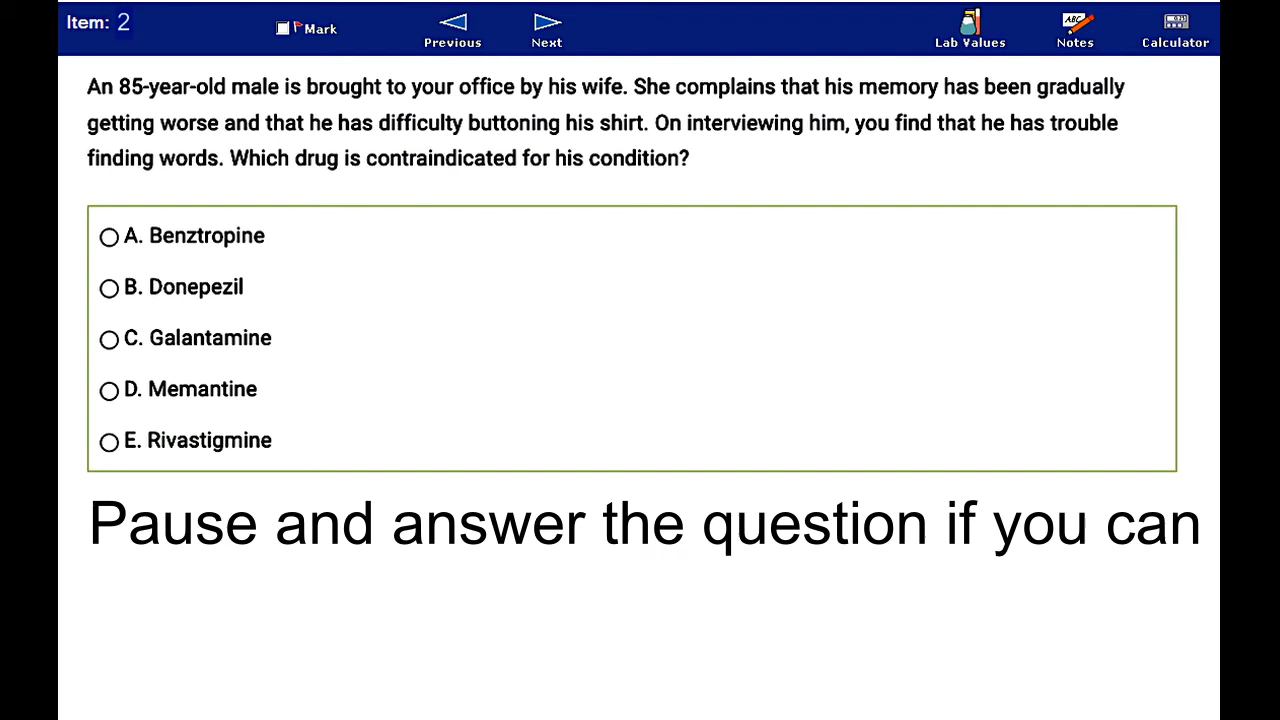 Item: 2
Mark
Previous
Next
Lab Values
ABC
Notes
Calculator
An 85-year-old male is brought to your office by his wife. She complains that his memory has been gradually
getting worse and that he has difficulty buttoning his shirt. On interviewing him, you find that he has trouble
finding words. Which drug is contraindicated for his condition?
A. Benztropine
B. Donepezil
C. Galantamine
D. Memantine
E. Rivastigmine
Pause and answer the question if you can